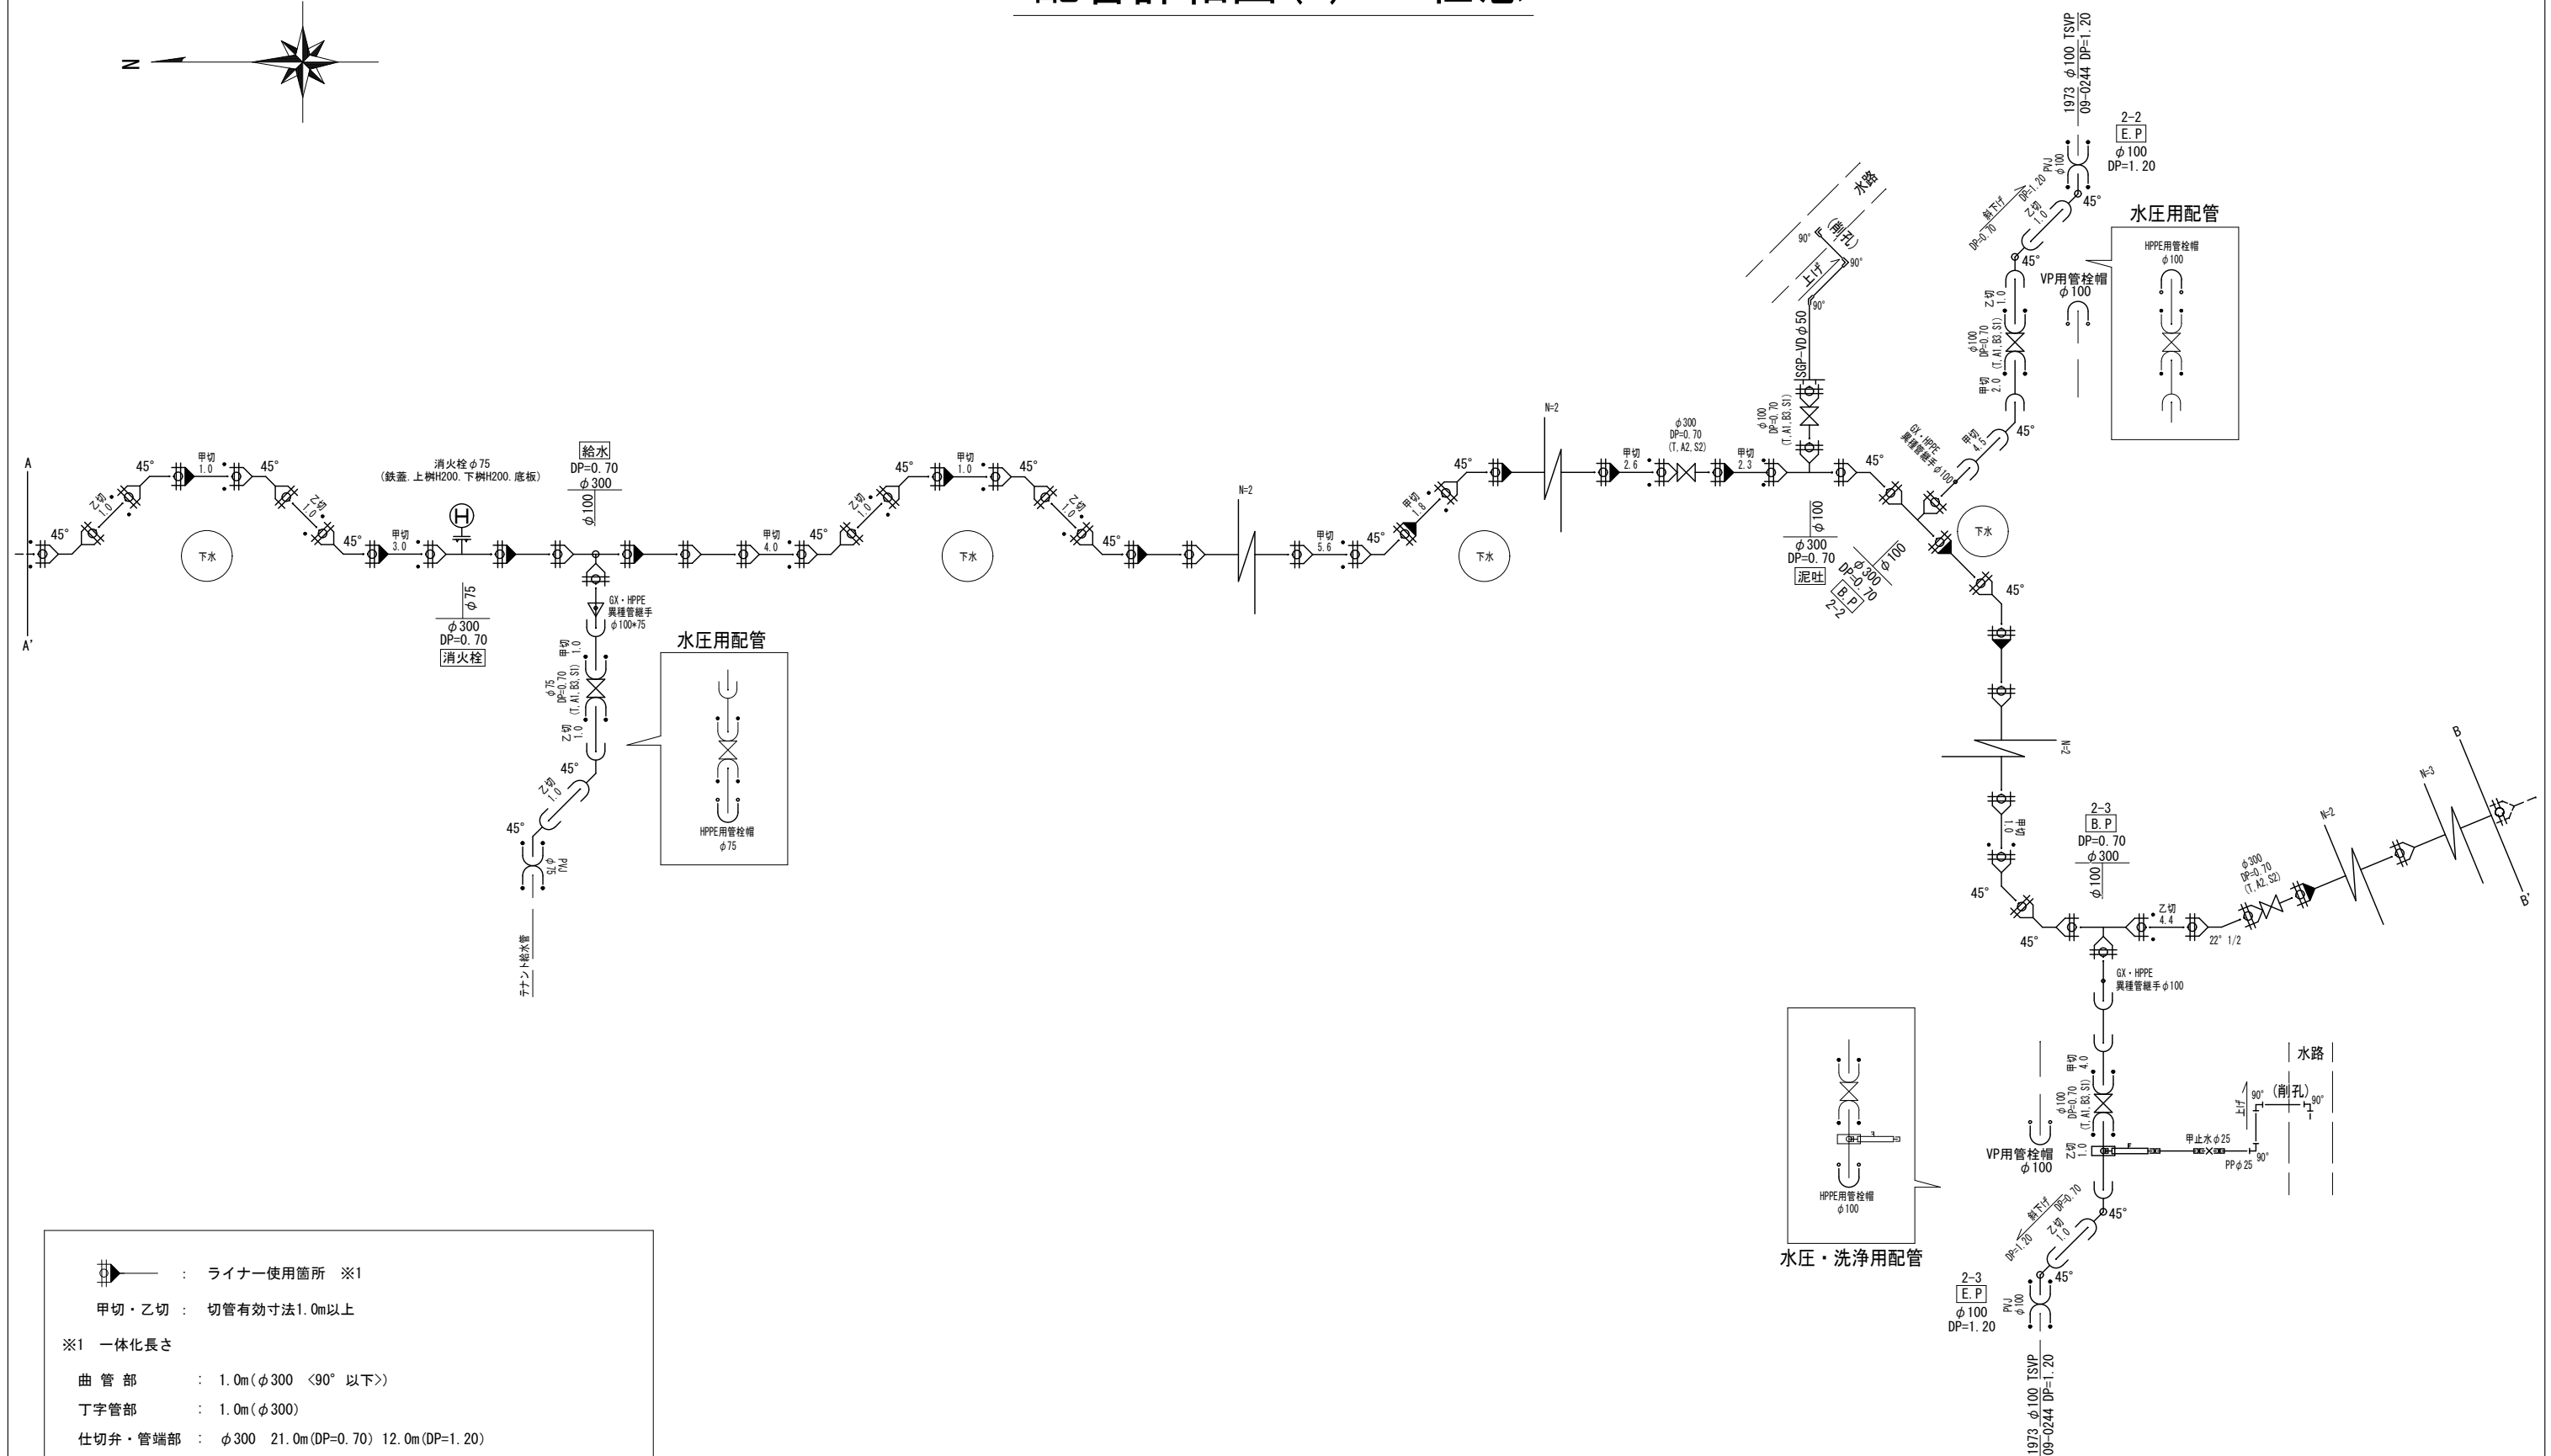 N
1973 φ100 TSVP
09-0244 DP=1.20
2-2
E.P
φ100
DP=1.20
PVJ
φ100
45°
斜下げ
DP=0.70
DP=1.20
乙切
1.0
45°
水圧用配管
HPPE用管栓帽
φ100
VP用管栓帽
φ100
乙切
1.0
φ100
DP=0.70
(T,A1,B3,S1)
甲切
2.0
45°
甲切
4.5
GX・HPPE
異種管継手φ100
水路
(削孔)
90°
上げ
90°
90°
SGP-VDφ50
φ100
DP=0.70
(T,A1,B3,S1)
A
A'
45°
乙切
1.0
45°
甲切
1.0
45°
乙切
1.0
45°
下水
甲切
3.0
消火栓φ75
(鉄蓋.上桝H200.下桝H200.底板)
H
φ75
φ300
DP=0.70
消火栓
給水
DP=0.70
φ300
φ100
甲切
4.0
45°
乙切
1.0
45°
甲切
1.0
45°
乙切
1.0
45°
下水
N=2
甲切
5.6
45°
甲切
1.8
45°
下水
N=2
甲切
2.6
φ300
DP=0.70
(T,A2,S2)
甲切
2.3
45°
φ100
φ300
DP=0.70
泥吐
φ100
φ300
DP=0.70
B.P
2-2
下水
45°
GX・HPPE
異種管継手
φ100*75
甲切
1.0
φ75
DP=0.70
(T,A1,B3,S1)
乙切
1.0
45°
乙切
1.0
45°
PVJ
φ75
テナント給水管
水圧用配管
HPPE用管栓帽
φ75
N=2
甲切
1.0
45°
45°
2-3
B.P
DP=0.70
φ300
φ100
乙切
4.4
22° 1/2
φ300
DP=0.70
(T,A2,S2)
N=2
N=3
B
B'
GX・HPPE
異種管継手φ100
甲切
4.0
φ100
DP=0.70
(T,A1,B3,S1)
乙切
1.0
VP用管栓帽
φ100
甲止水φ25
PPφ25
90°
上げ
90°
(削孔)
90°
水路
HPPE用管栓帽
φ100
水圧・洗浄用配管
45°
斜下げ
DP=0.70
DP=1.20
乙切
1.0
45°
2-3
E.P
φ100
DP=1.20
PVJ
φ100
1973 φ100 TSVP
09-0244 DP=1.20
: ライナー使用箇所 ※1
甲切・乙切 : 切管有効寸法1.0m以上
※1 一体化長さ
曲管部 : 1.0m(φ300 <90° 以下>)
丁字管部 : 1.0m(φ300)
仕切弁・管端部 : φ300 21.0m(DP=0.70) 12.0m(DP=1.20)